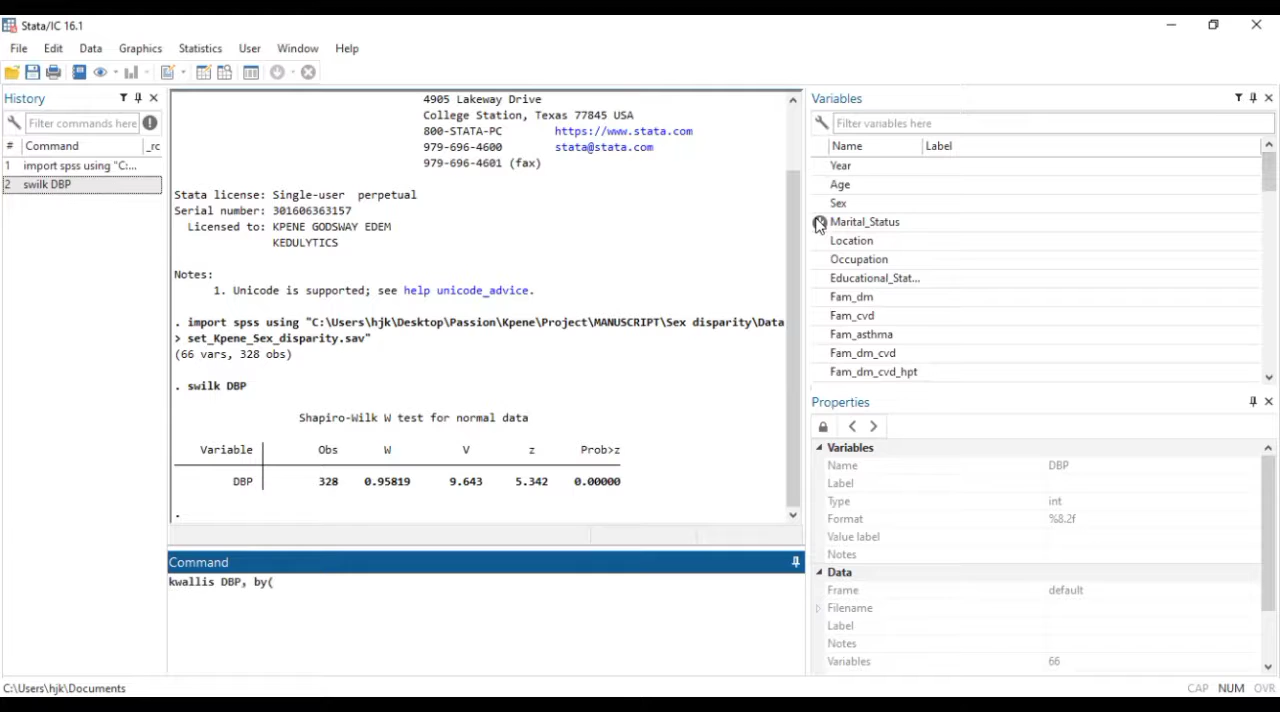 Stata/IC 16.1
File Edit Data Graphics Statistics User Window Help
History
Filter commands here
# Command _rc
1 import spss using "C:...
2 swilk DBP
4905 Lakeway Drive
College Station, Texas 77845 USA
800-STATA-PC https://www.stata.com
979-696-4600 stata@stata.com
979-696-4601 (fax)
Stata license: Single-user perpetual
Serial number: 301606363157
Licensed to: KPENE GODSWAY EDEM
KEDULYTICS
Notes:
1. Unicode is supported; see help unicode_advice.
. import spss using "C:\Users\hjk\Desktop\Passion\Kpene\Project\MANUSCRIPT\Sex disparity\Data
> set_Kpene_Sex_disparity.sav"
(66 vars, 328 obs)
. swilk DBP
Shapiro-Wilk W test for normal data
Variable Obs W V z Prob>z
DBP 328 0.95819 9.643 5.342 0.00000
.
Command
kwallis DBP, by(
Variables
Filter variables here
Name Label
Year
Age
Sex
Marital_Status
Location
Occupation
Educational_Stat...
Fam_dm
Fam_cvd
Fam_asthma
Fam_dm_cvd
Fam_dm_cvd_hpt
Properties
Variables
Name DBP
Label
Type int
Format %8.2f
Value label
Notes
Data
Frame default
Filename
Label
Notes
Variables 66
C:\Users\hjk\Documents
CAP NUM OVR